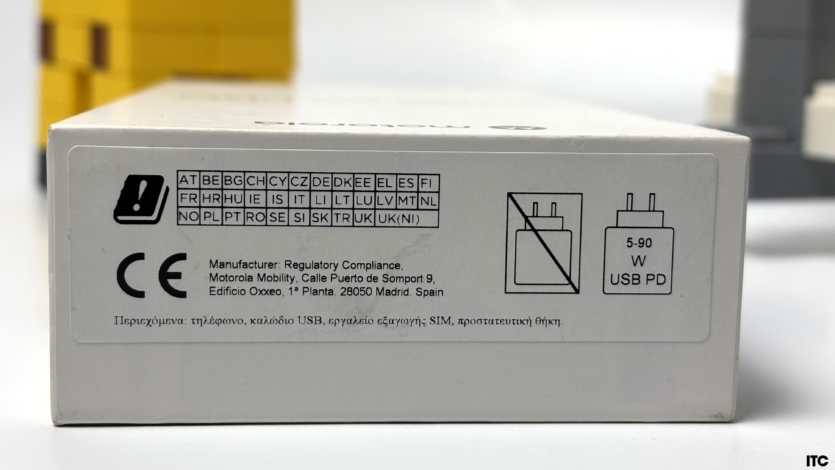 motorola
AT BE BG CH CY CZ DE DK EE EL ES FI
FR HR HU IE IS IT LI LT LU LV MT NL
NO PL PT RO SE SI SK TR UK UK(NI)
CE
Manufacturer: Regulatory Compliance,
Motorola Mobility, Calle Puerto de Somport 9,
Edificio Oxxeo, 1ª Planta. 28050 Madrid. Spain
5-90
W
USB PD
Περιεχόμενα: τηλέφωνο, καλώδιο USB, εργαλείο εξαγωγής SIM, προστατευτική θήκη.
ITC